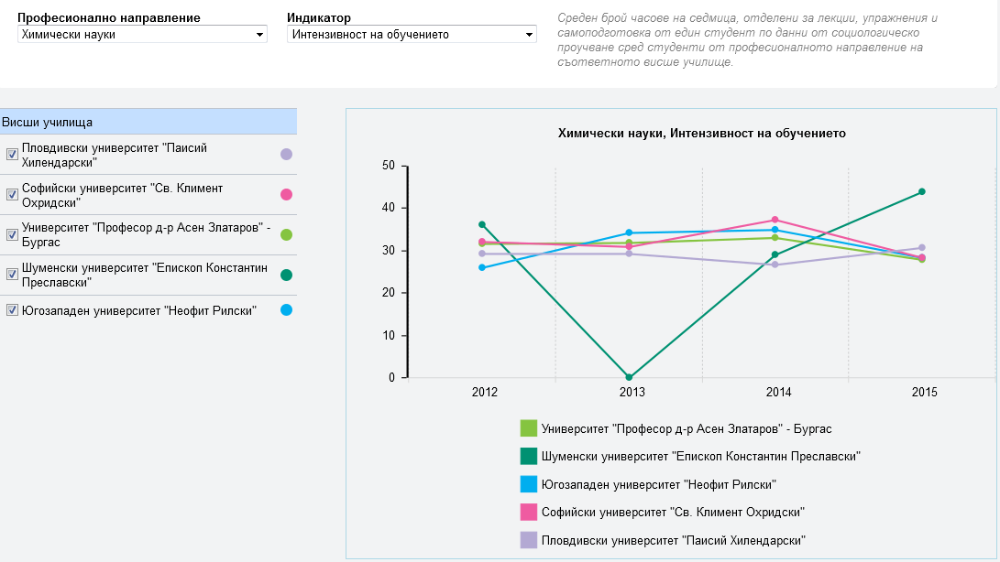 Професионално направление
Химически науки
Индикатор
Интензивност на обучението
Среден брой часове на седмица, отделени за лекции, упражнения и
самоподготовка от един студент по данни от социологическо
проучване сред студенти от професионалното направление на
съответното висше училище.
Висши училища
Пловдивски университет "Паисий
Хилендарски"
Софийски университет "Св. Климент
Охридски"
Университет "Професор д-р Асен Златаров" -
Бургас
Шуменски университет "Епископ Константин
Преславски"
Югозападен университет "Неофит Рилски"
Химически науки, Интензивност на обучението
50
40
30
20
10
0
2012 2013 2014 2015
Университет "Професор д-р Асен Златаров" - Бургас
Шуменски университет "Епископ Константин Преславски"
Югозападен университет "Неофит Рилски"
Софийски университет "Св. Климент Охридски"
Пловдивски университет "Паисий Хилендарски"